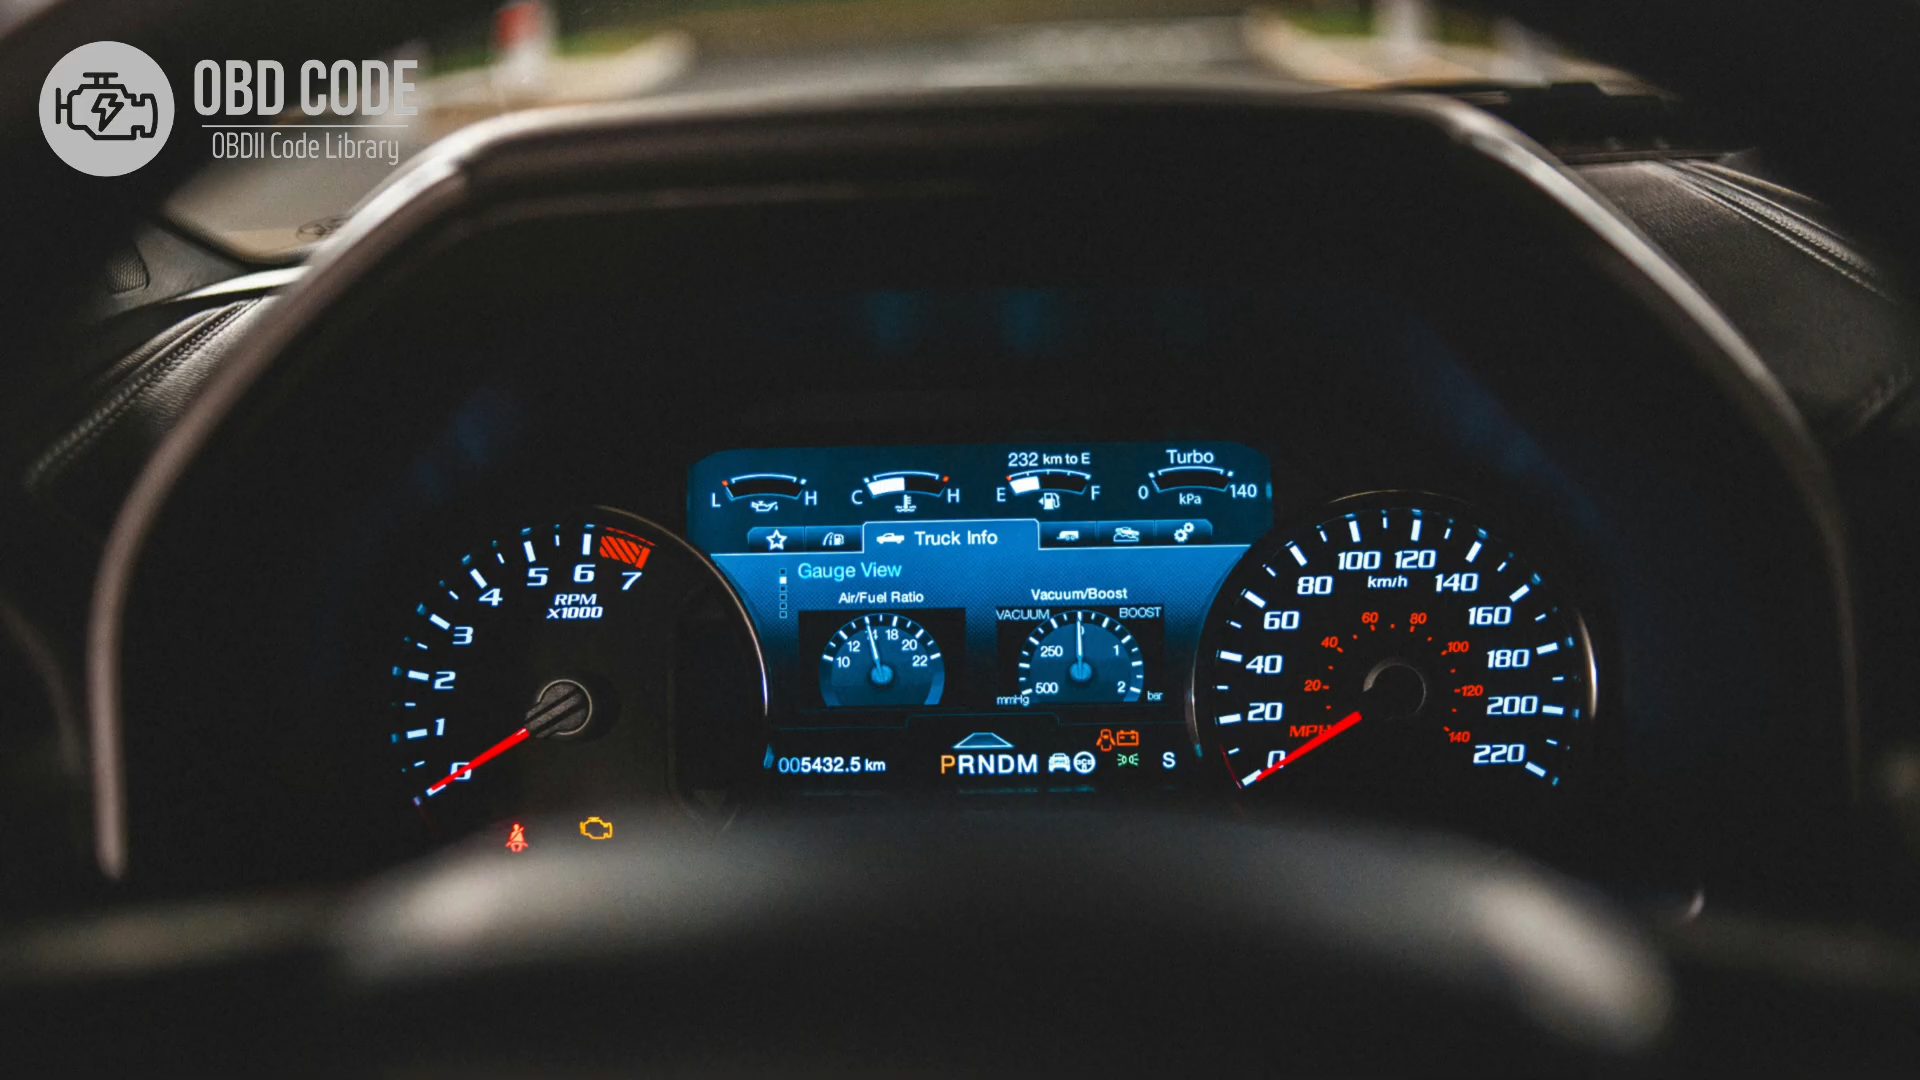 OBD CODE
OBDII Code Library
232 km to E
Turbo
L H
C H
E F
0 140
kPa
Truck Info
Gauge View
Air/Fuel Ratio
10 12 14 18 20 22
Vacuum/Boost
VACUUM BOOST
500 250 0 1 2
mmHg bar
0 1 2 3 4 5 6 7
RPM
X1000
0 20 40 60 80 100 120 140 160 180 200 220
km/h
20 40 60 80 100 120 140
MPH
005432.5 km
PRNDM
S